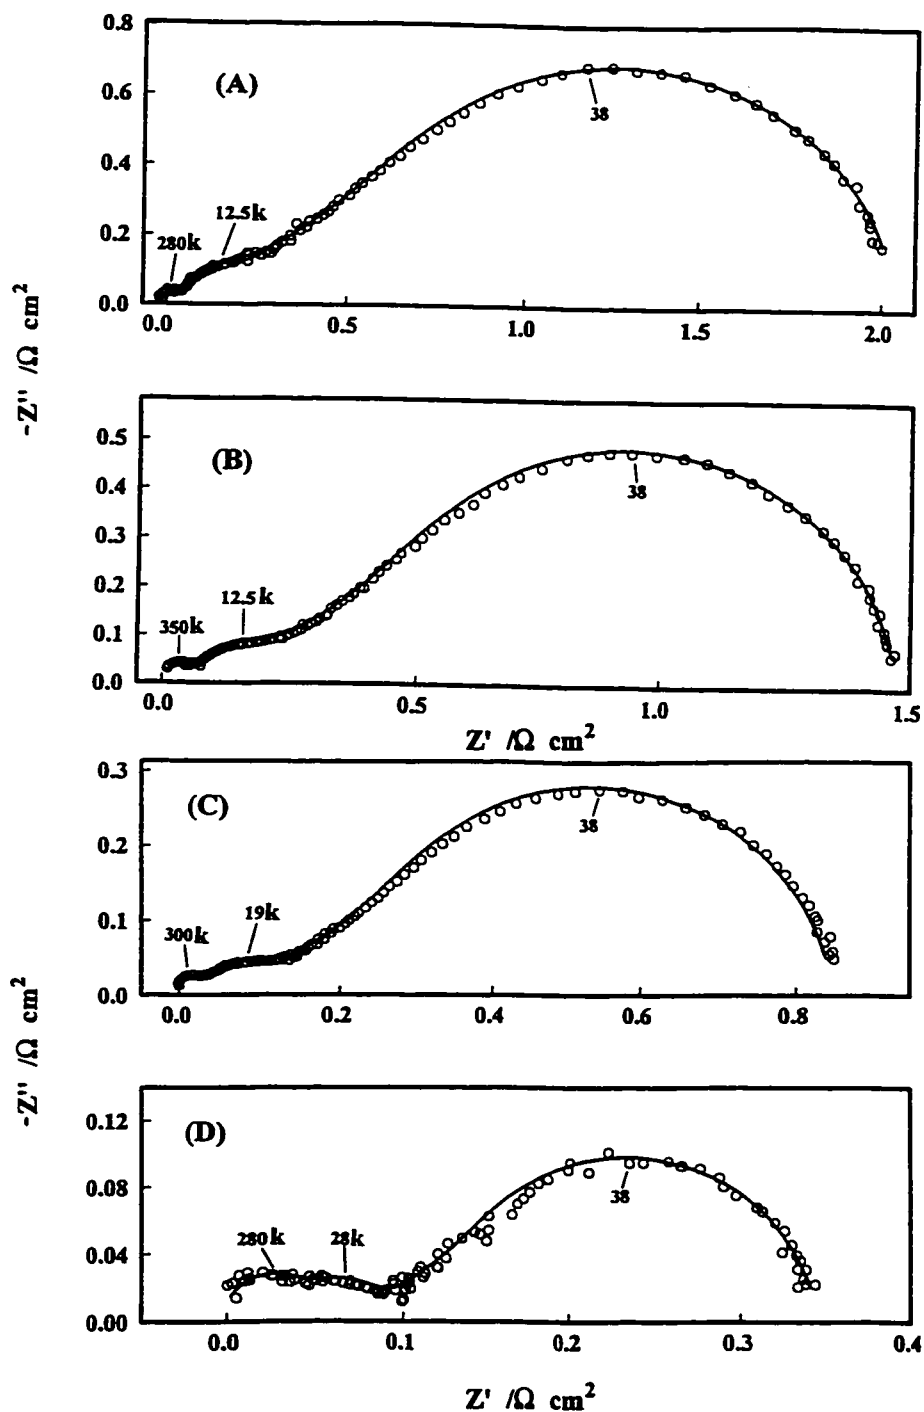 0.8
(A)
0.6
38
0.4
12.5k
0.2
280k
0.0
0.0 0.5 1.0 1.5 2.0
-Z'' /Ω cm²
0.5
(B)
0.4
38
0.3
0.2
12.5k
0.1
350k
0.0
0.0 0.5 1.0 1.5
Z' /Ω cm²
0.3
(C)
38
0.2
0.1
19k
300k
0.0
0.0 0.2 0.4 0.6 0.8
-Z'' /Ω cm²
0.12
(D)
0.08
38
0.04
280k 28k
0.00
0.0 0.1 0.2 0.3 0.4
Z' /Ω cm²